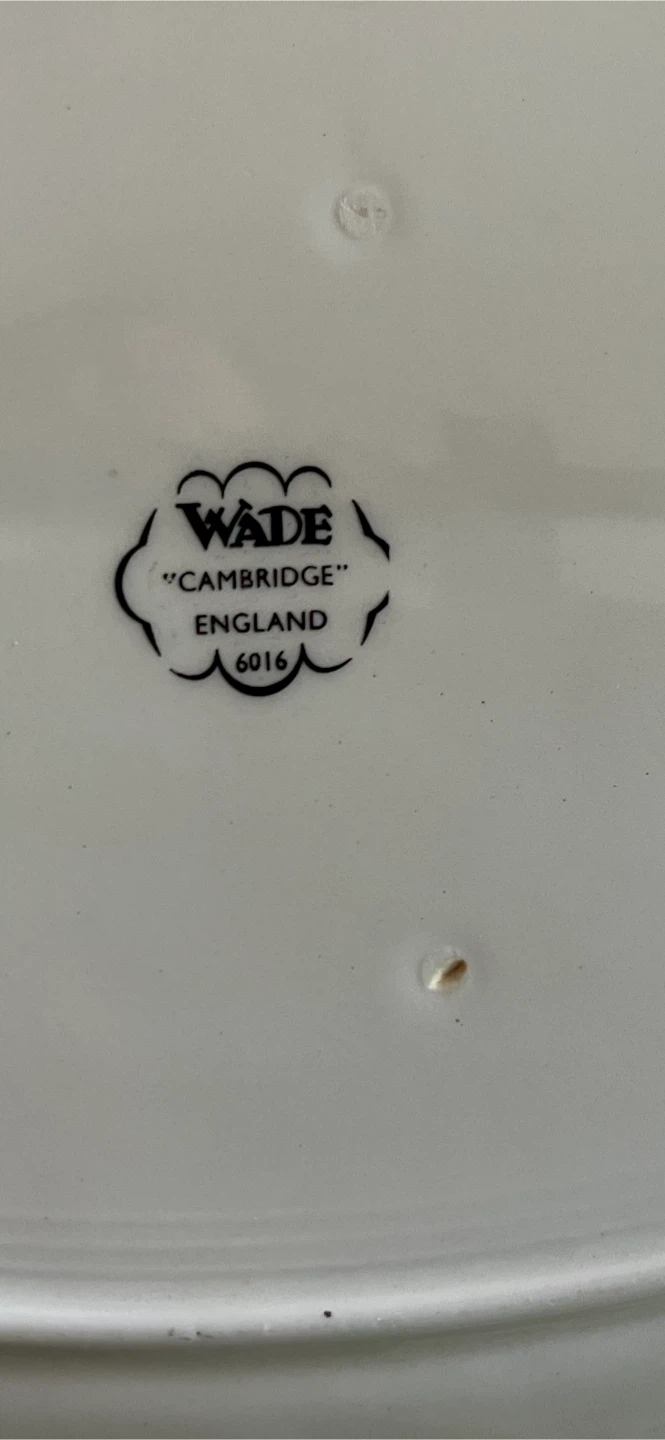 WADE
"CAMBRIDGE"
ENGLAND
6016